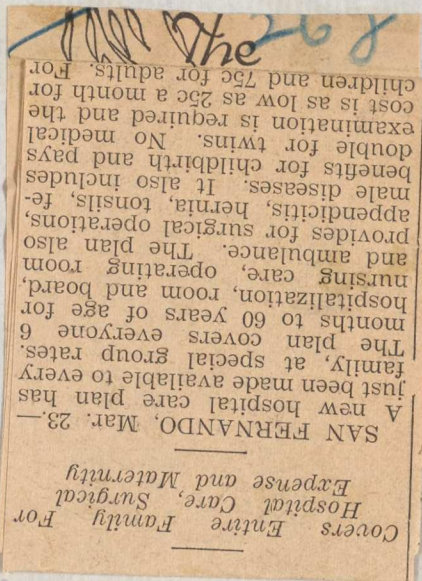 Covers Entire Family For
Hospital Care, Surgical
Expense and Maternity
SAN FERNANDO, Mar. 23.—
A new hospital care plan has
just been made available to every
family, at special group rates.
The plan covers everyone 6
months to 60 years of age for
hospitalization, room and board,
nursing care, operating room
and ambulance. The plan also
provides for surgical operations,
appendicitis, hernia, tonsils, fe-
male diseases. It also includes
benefits for childbirth and pays
double for twins. No medical
examination is required and the
cost is as low as 25c a month for
children and 75c for adults. For
The
268